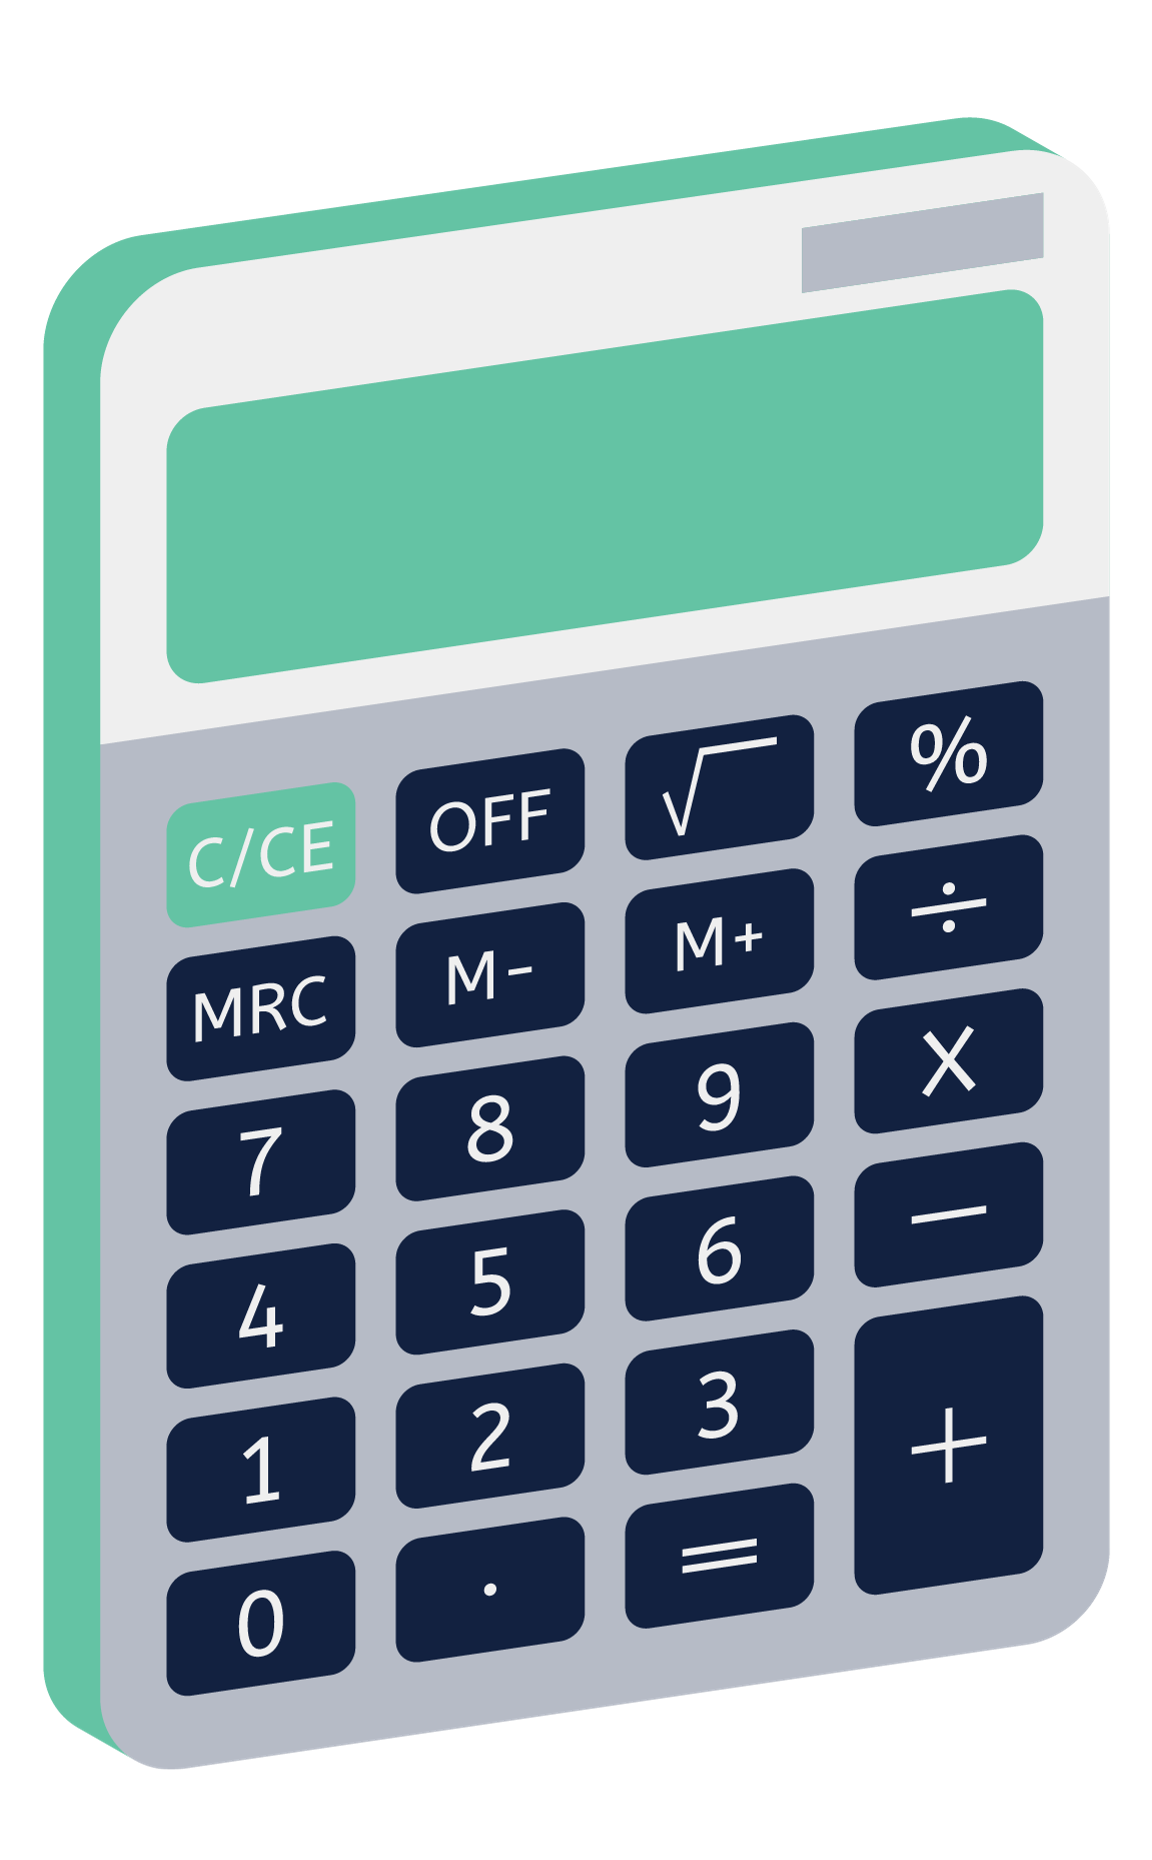 C/CE OFF √ %
MRC M- M+ ÷
7 8 9 X
4 5 6 −
1 2 3 +
0 . =